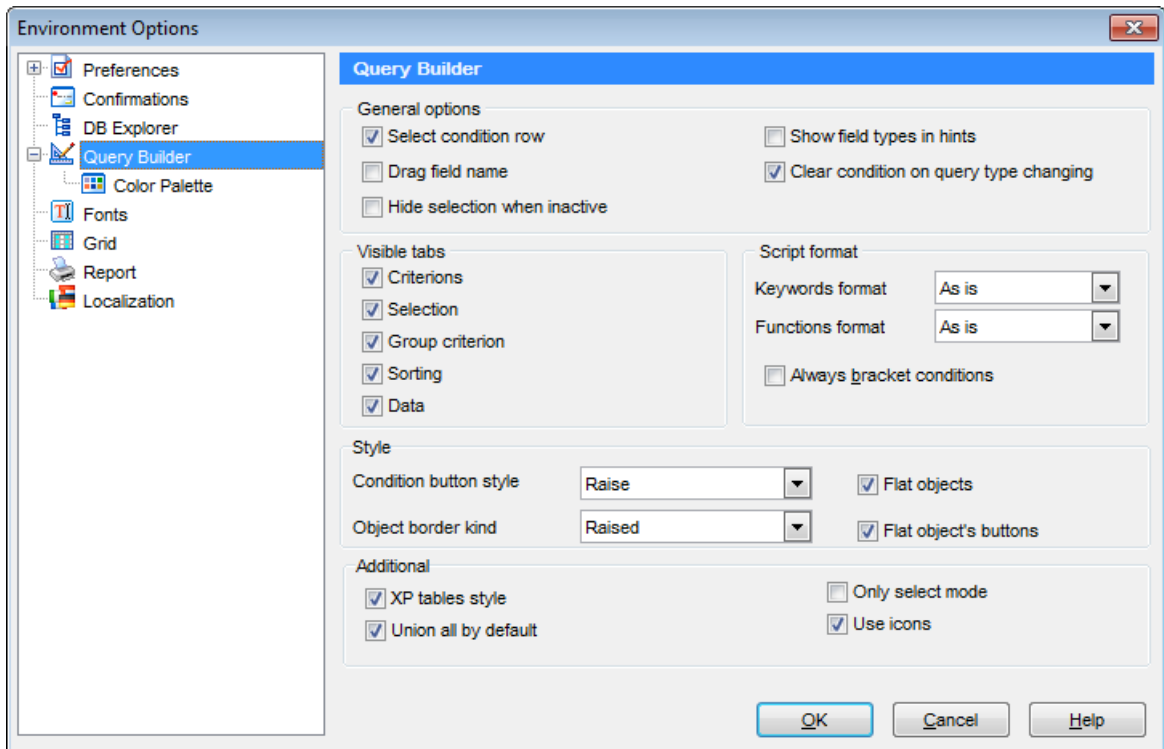 Environment Options
Preferences
Confirmations
DB Explorer
Query Builder
Color Palette
Fonts
Grid
Report
Localization
Query Builder
General options
Select condition row
Show field types in hints
Drag field name
Clear condition on query type changing
Hide selection when inactive
Visible tabs
Criterions
Selection
Group criterion
Sorting
Data
Script format
Keywords format As is
Functions format As is
Always bracket conditions
Style
Condition button style Raise
Flat objects
Object border kind Raised
Flat object's buttons
Additional
XP tables style
Only select mode
Union all by default
Use icons
OK Cancel Help